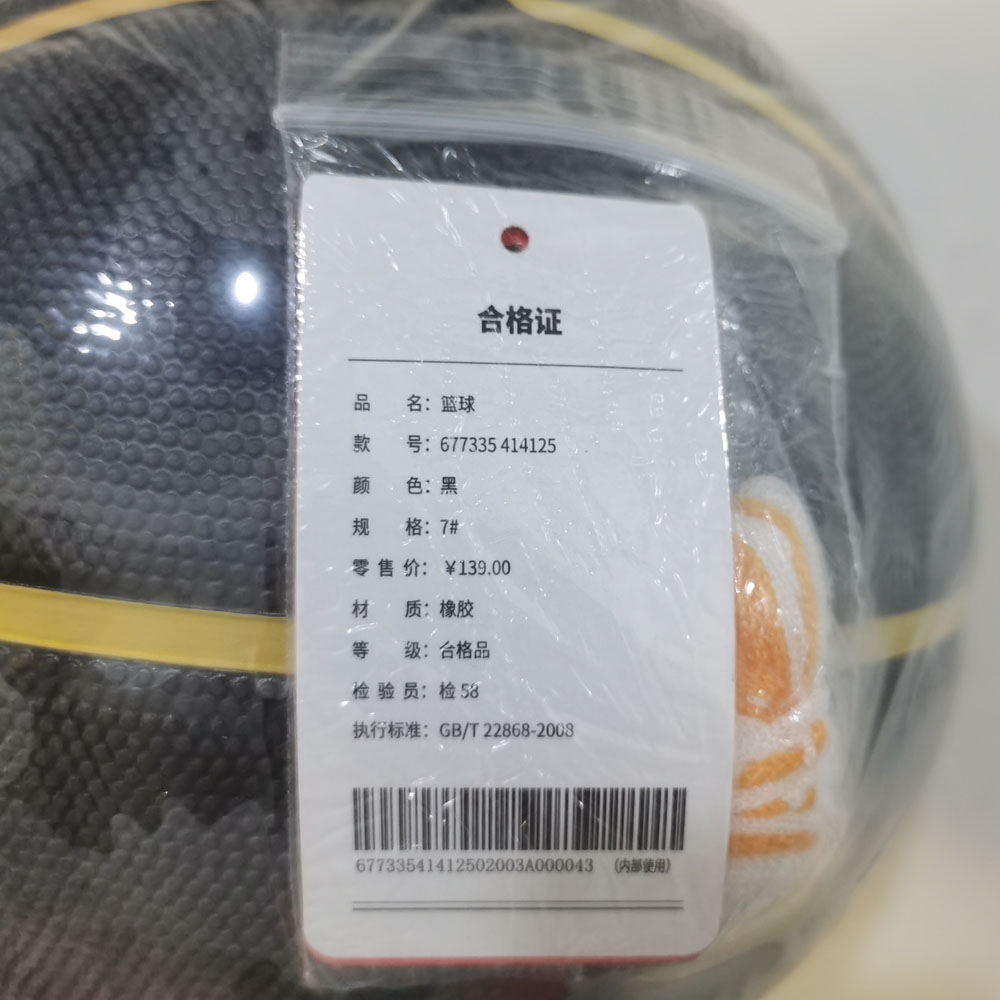 合格证
品 名：篮球
款 号：677335 414125
颜 色：黑
规 格：7#
零 售 价：￥139.00
材 质：橡胶
等 级：合格品
检 验 员：检 58
执行标准：GB/T 22868-2008
67733541412502003A000043 （内部使用）